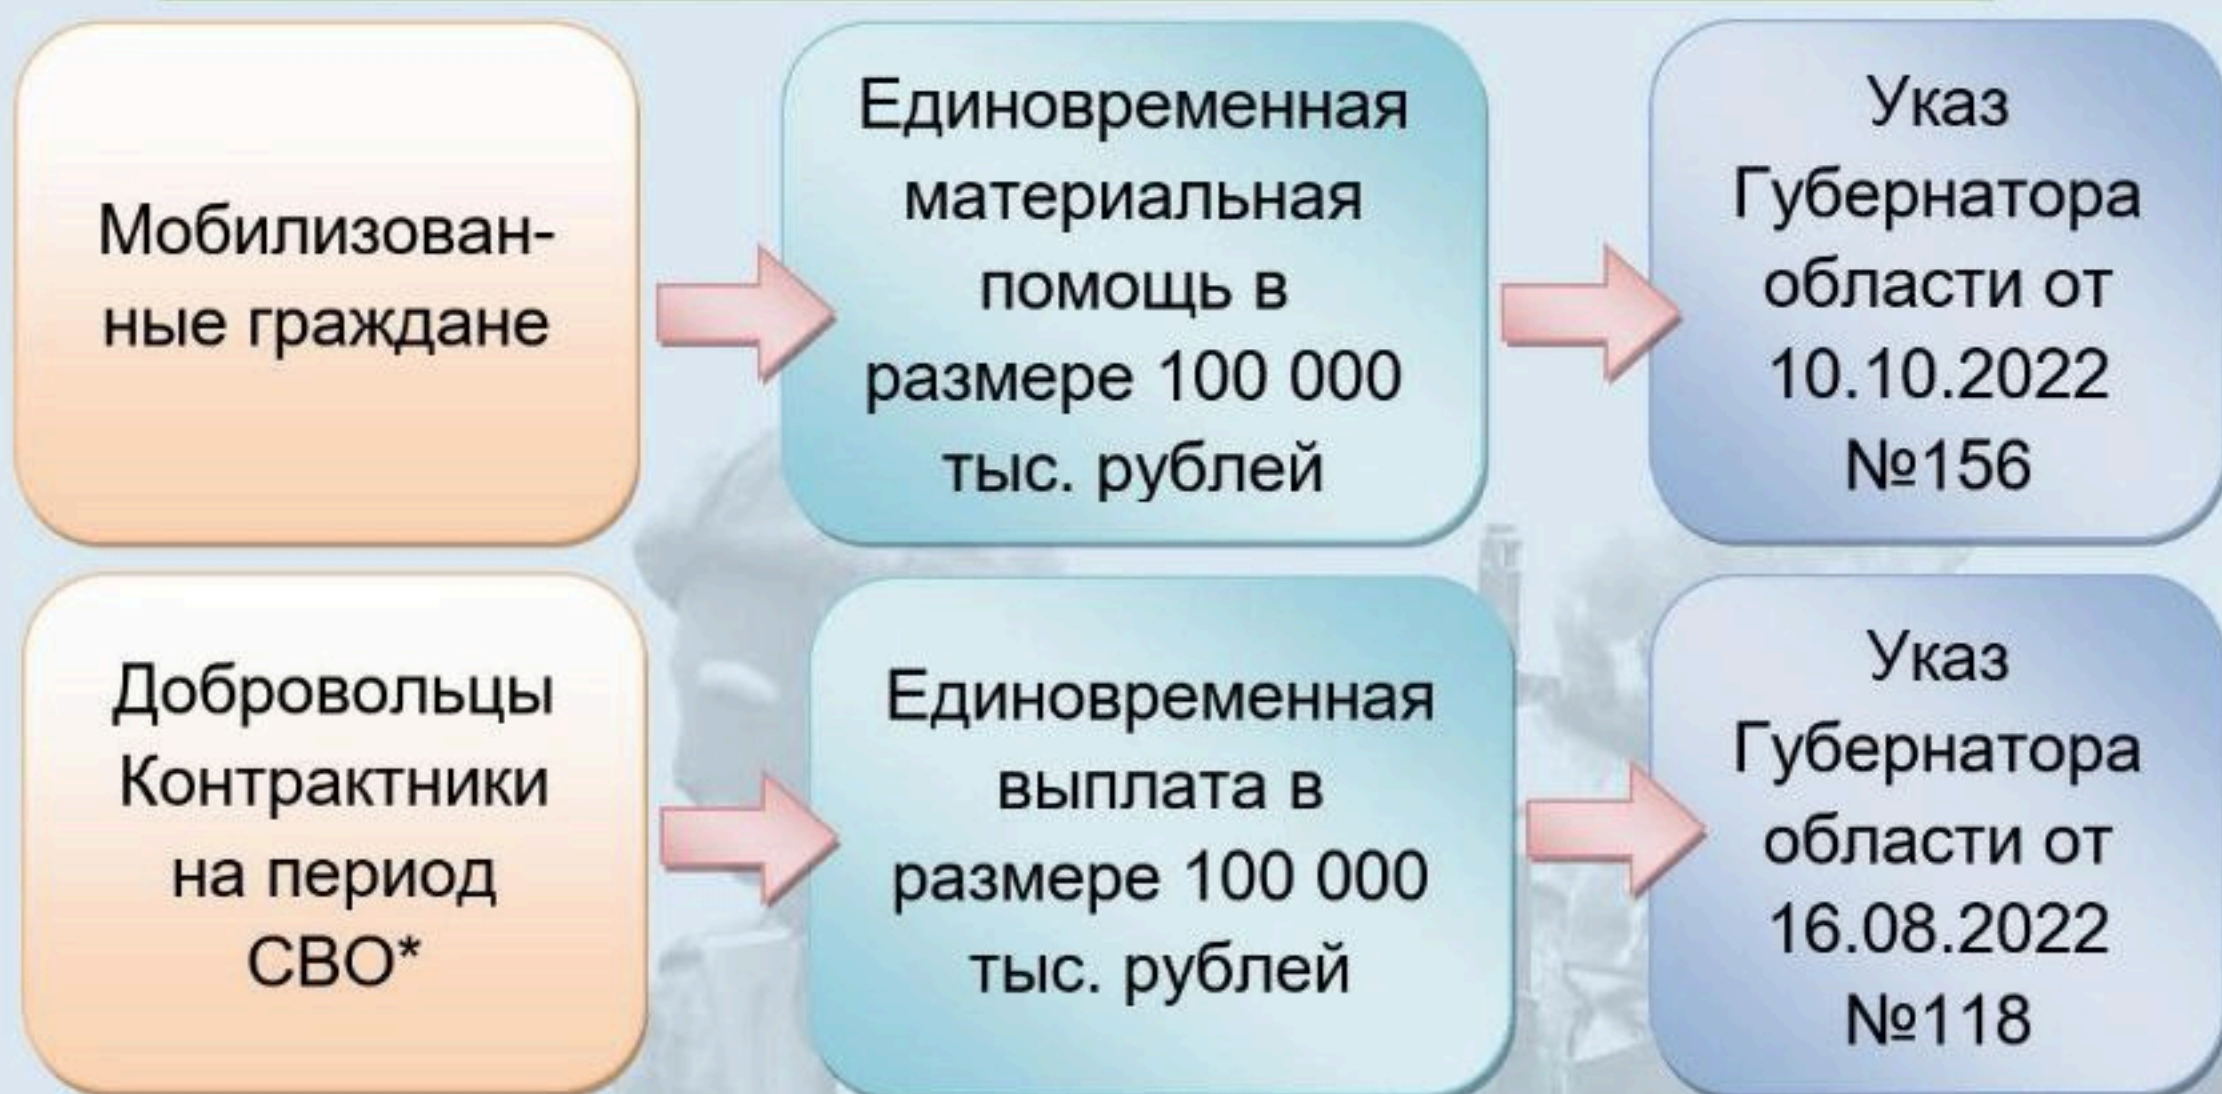 Мобилизован-
ные граждане
Единовременная
материальная
помощь в
размере 100 000
тыс. рублей
Указ
Губернатора
области от
10.10.2022
№156
Добровольцы
Контрактники
на период
СВО*
Единовременная
выплата в
размере 100 000
тыс. рублей
Указ
Губернатора
области от
16.08.2022
№118